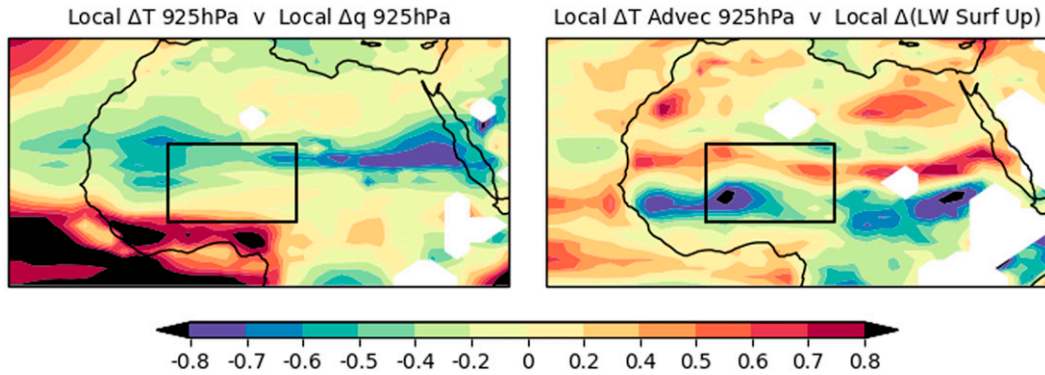 Local ΔT 925hPa v Local Δq 925hPa
Local ΔT Advec 925hPa v Local Δ(LW Surf Up)
-0.8 -0.7 -0.6 -0.5 -0.4 -0.2 0 0.2 0.4 0.5 0.6 0.7 0.8